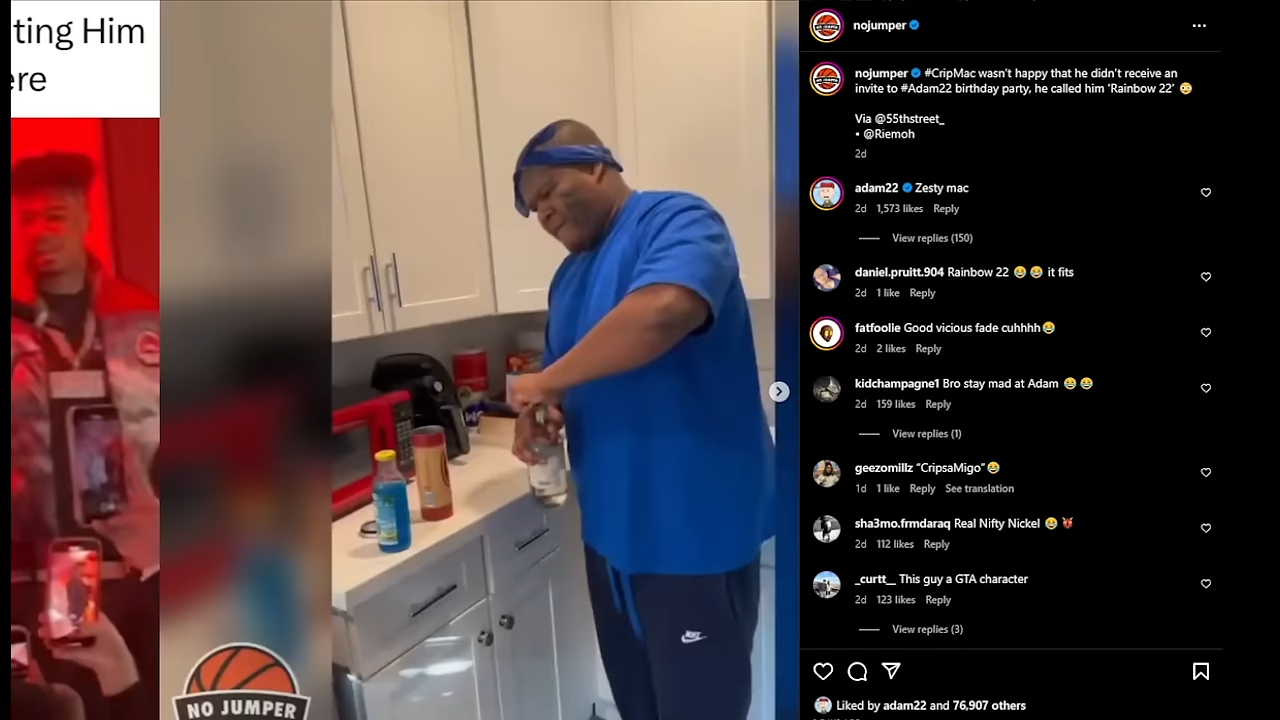 ting Him
ere
NO JUMPER
nojumper
nojumper #CripMac wasn't happy that he didn't receive an
invite to #Adam22 birthday party, he called him 'Rainbow 22' 😳
Via @55thstreet_
• @Riemoh
2d
adam22 Zesty mac
2d 1,573 likes Reply
View replies (150)
daniel.pruitt.904 Rainbow 22 😂😂 it fits
2d 1 like Reply
fatfoolie Good vicious fade cuhhhh😂
2d 2 likes Reply
kidchampagne1 Bro stay mad at Adam 😂😂
2d 159 likes Reply
View replies (1)
geezomillz "CripsaMigo"😂
1d 1 like Reply See translation
sha3mo.frmdaraq Real Nifty Nickel 😂👹
2d 112 likes Reply
_curtt__ This guy a GTA character
2d 123 likes Reply
View replies (3)
Liked by adam22 and 76,907 others